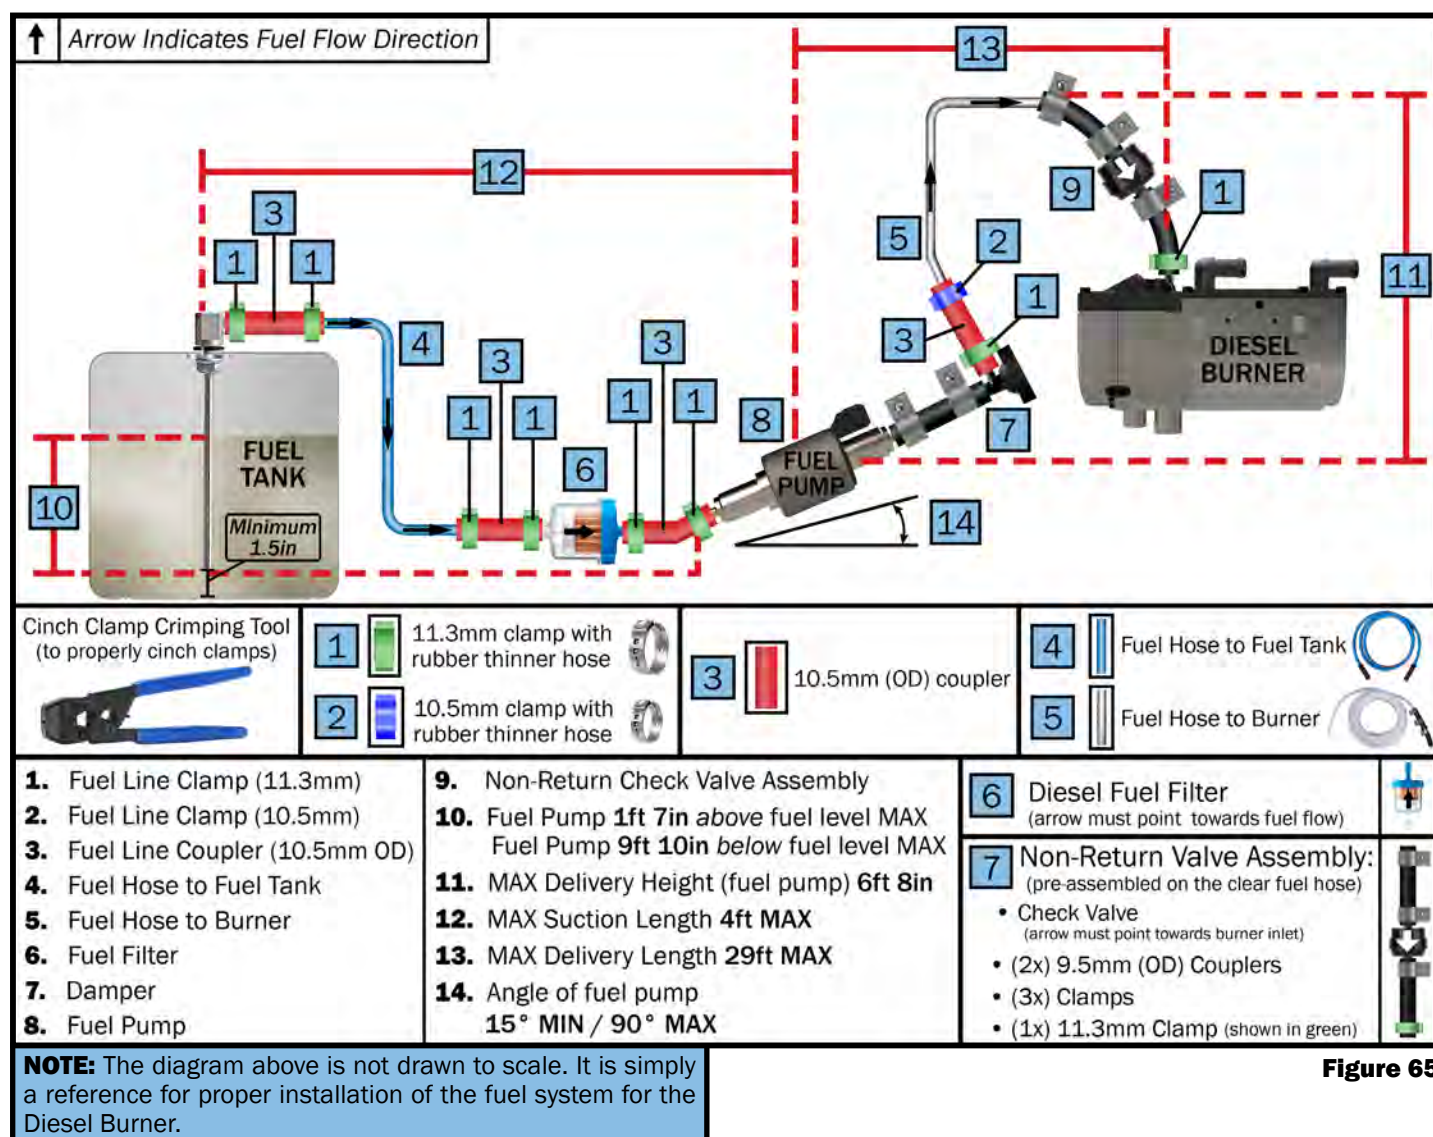 Arrow Indicates Fuel Flow Direction
13
12
3
1
1
9
1
5
2
11
1
4
3
3
3
DIESEL
BURNER
1
1
1
1
8
7
FUEL
TANK
6
FUEL
PUMP
10
Minimum
1.5in
14
Cinch Clamp Crimping Tool
(to properly cinch clamps)
1
11.3mm clamp with
rubber thinner hose
2
10.5mm clamp with
rubber thinner hose
3
10.5mm (OD) coupler
4
Fuel Hose to Fuel Tank
5
Fuel Hose to Burner
1. Fuel Line Clamp (11.3mm)
2. Fuel Line Clamp (10.5mm)
3. Fuel Line Coupler (10.5mm OD)
4. Fuel Hose to Fuel Tank
5. Fuel Hose to Burner
6. Fuel Filter
7. Damper
8. Fuel Pump
9. Non-Return Check Valve Assembly
10. Fuel Pump 1ft 7in above fuel level MAX
Fuel Pump 9ft 10in below fuel level MAX
11. MAX Delivery Height (fuel pump) 6ft 8in
12. MAX Suction Length 4ft MAX
13. MAX Delivery Length 29ft MAX
14. Angle of fuel pump
15° MIN / 90° MAX
6
Diesel Fuel Filter
(arrow must point towards fuel flow)
7
Non-Return Valve Assembly:
(pre-assembled on the clear fuel hose)
• Check Valve
(arrow must point towards burner inlet)
• (2x) 9.5mm (OD) Couplers
• (3x) Clamps
• (1x) 11.3mm Clamp (shown in green)
NOTE: The diagram above is not drawn to scale. It is simply
a reference for proper installation of the fuel system for the
Diesel Burner.
Figure 65